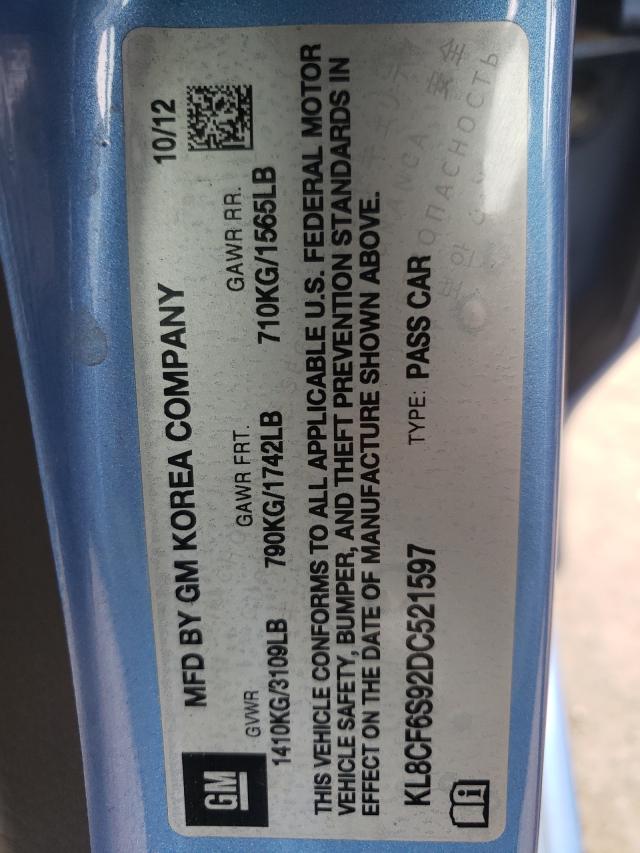 MFD BY GM KOREA COMPANY 10/12
GM
GVWR GAWR FRT. GAWR RR.
1410KG/3109LB 790KG/1742LB 710KG/1565LB
THIS VEHICLE CONFORMS TO ALL APPLICABLE U.S. FEDERAL MOTOR
VEHICLE SAFETY, BUMPER, AND THEFT PREVENTION STANDARDS IN
EFFECT ON THE DATE OF MANUFACTURE SHOWN ABOVE.
KL8CF6S92DC521597 TYPE: PASS CAR
安全